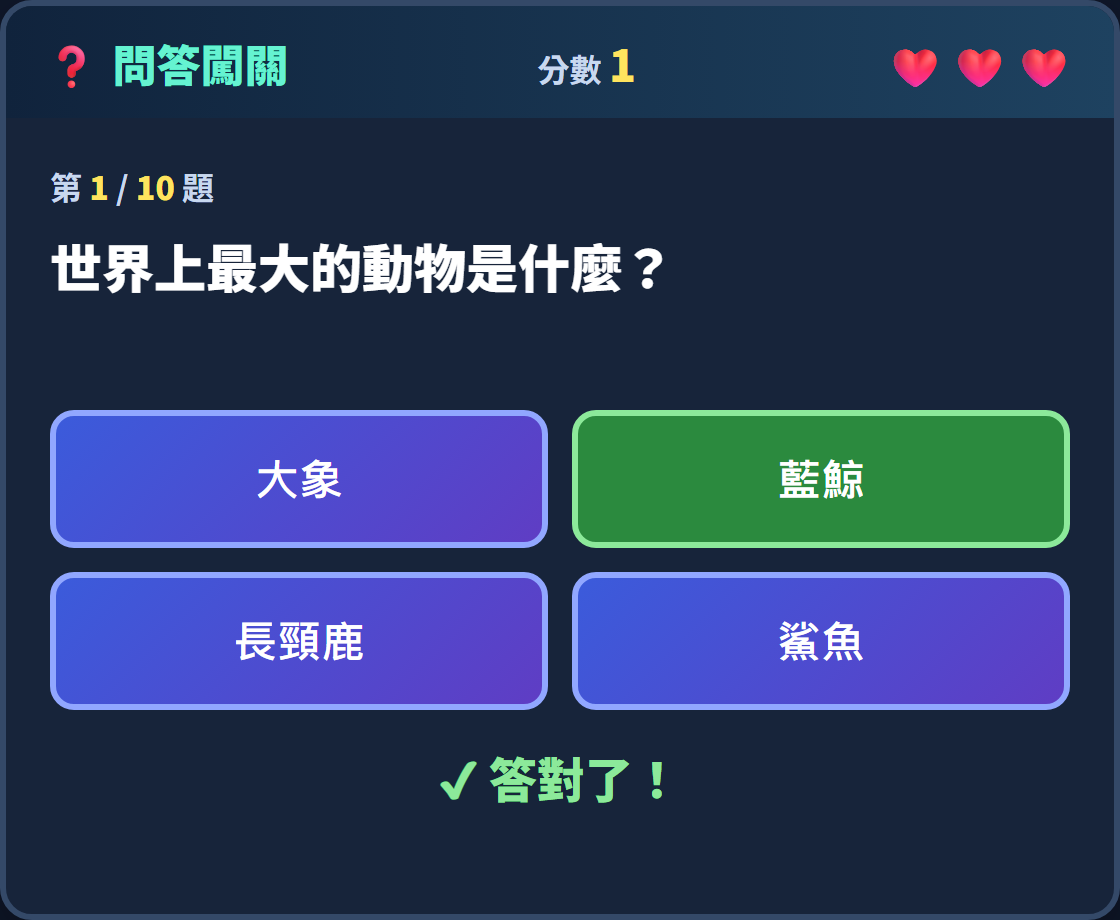 問答闖關
分數 1
第 1 / 10 題
世界上最大的動物是什麼？
大象
藍鯨
長頸鹿
鯊魚
✓ 答對了！